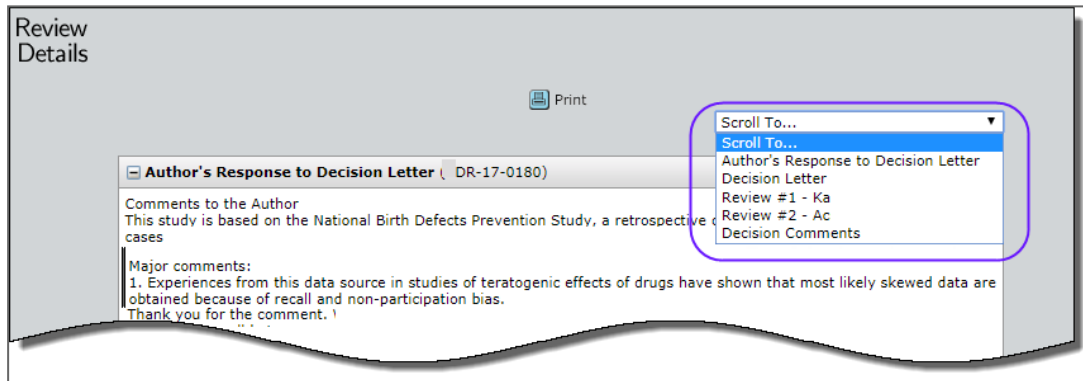 Review
Details
Print
Scroll To...
Scroll To...
Author's Response to Decision Letter
Decision Letter
Review #1 - Ka
Review #2 - Ac
Decision Comments
Author's Response to Decision Letter ( DR-17-0180)
Comments to the Author
This study is based on the National Birth Defects Prevention Study, a retrospective
cases
Major comments:
1. Experiences from this data source in studies of teratogenic effects of drugs have shown that most likely skewed data are
obtained because of recall and non-participation bias.
Thank you for the comment.